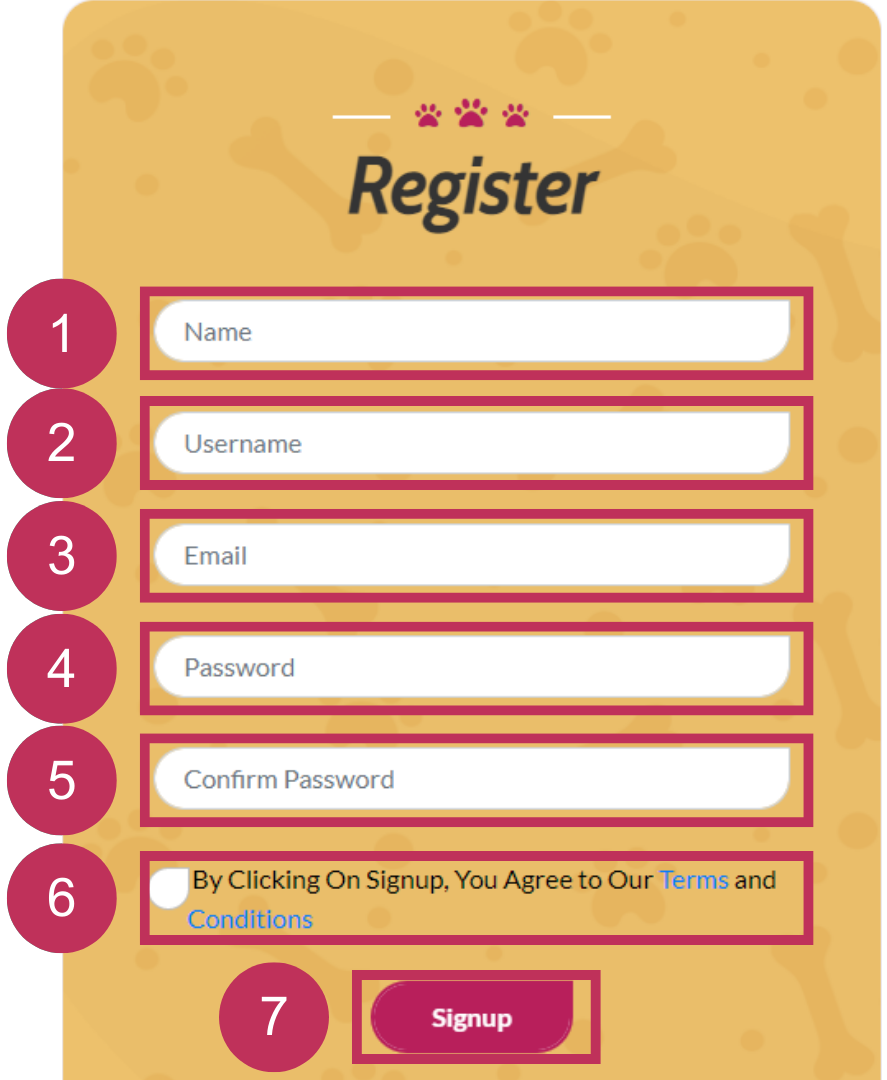 Register
1
Name
2
Username
3
Email
4
Password
5
Confirm Password
6
By Clicking On Signup, You Agree to Our Terms and
Conditions
7
Signup